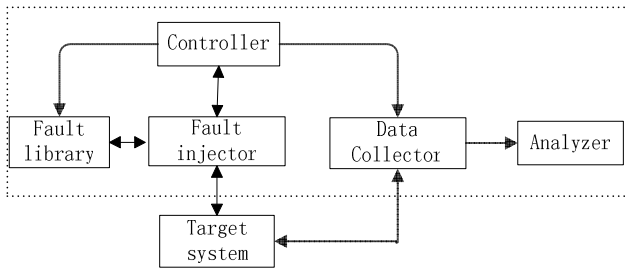 Controller
Fault
library
Fault
injector
Data
Collector
Analyzer
Target
system